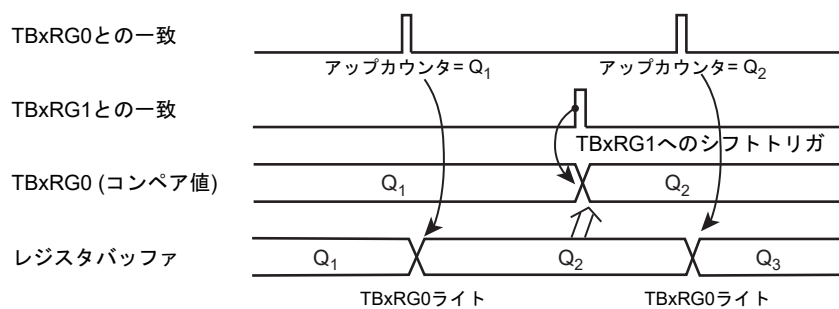 TBxRG0との一致
アップカウンタ= Q1
アップカウンタ= Q2
TBxRG1との一致
TBxRG1へのシフトトリガ
TBxRG0 (コンペア値)
Q1
Q2
レジスタバッファ
Q1
Q2
Q3
TBxRG0ライト
TBxRG0ライト